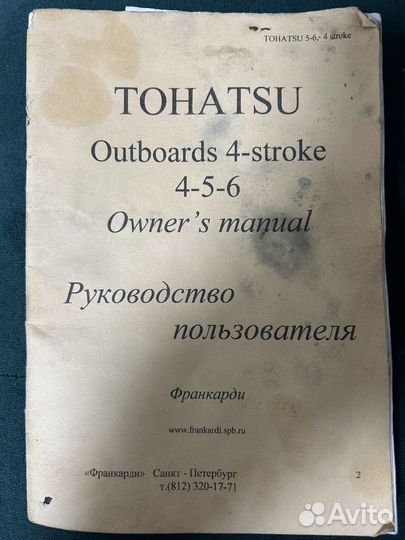 TOHATSU 5-6,- 4 stroke
TOHATSU
Outboards 4-stroke
4-5-6
Owner's manual
Руководство
пользователя
Франкарди
www.frankardi.spb.ru
«Франкарди» Санкт - Петербург 2
т.(812) 320-17-71
Avito